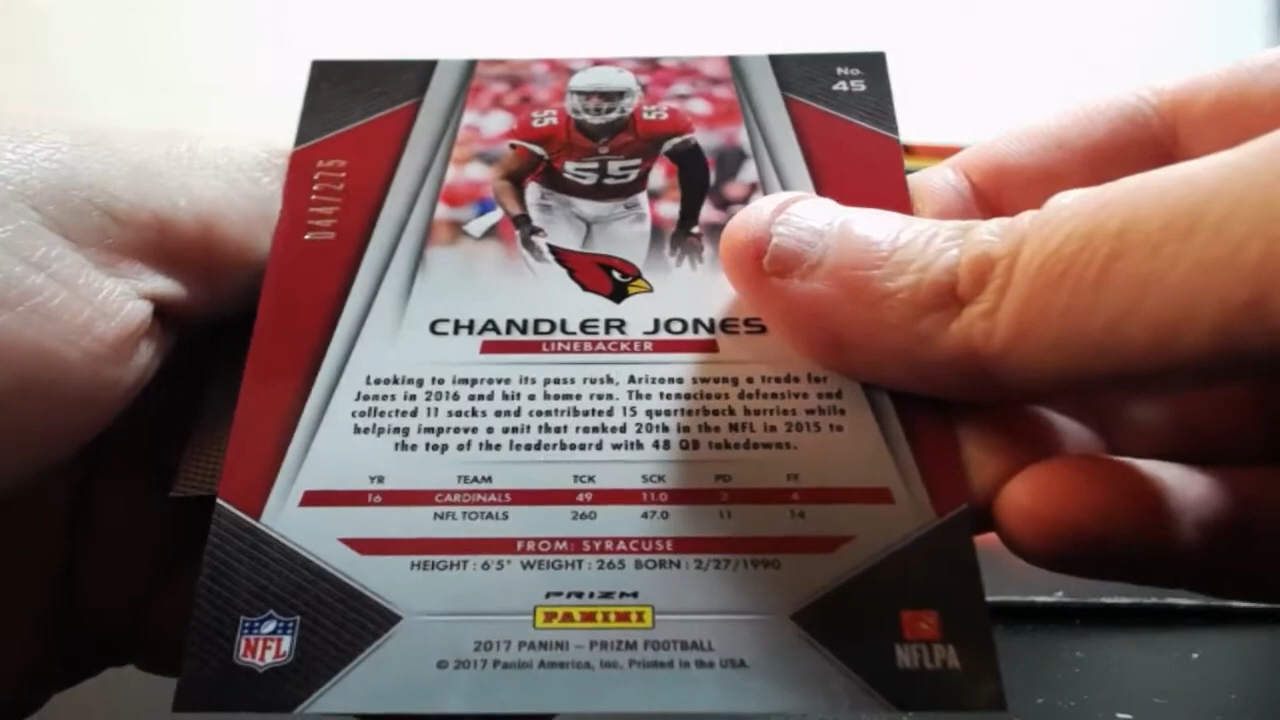 No.
45
044/275
55
55
55
CHANDLER JONES
LINEBACKER
Looking to improve its pass rush, Arizona swung a trade for
Jones in 2016 and hit a home run. The tenacious defensive end
collected 11 sacks and contributed 15 quarterback hurries while
helping improve a unit that ranked 20th in the NFL in 2015 to
the top of the leaderboard with 48 QB takedowns.
YR TEAM TCK SCK PD FF
16 CARDINALS 49 11.0 4
NFL TOTALS 260 47.0 11 14
FROM: SYRACUSE
HEIGHT: 6'5" WEIGHT: 265 BORN: 2/27/1990
PRIZM
PANINI
NFL
NFLPA
2017 PANINI – PRIZM FOOTBALL
© 2017 Panini America, Inc. Printed in the USA.